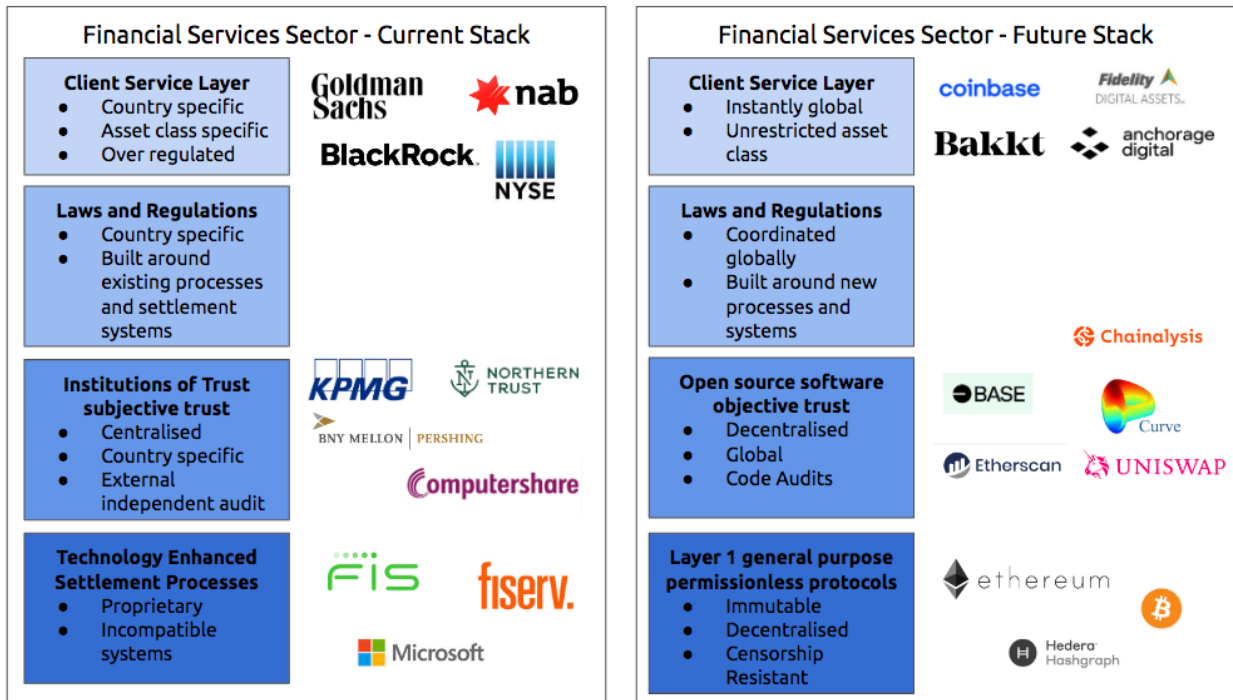 Financial Services Sector - Current Stack
Client Service Layer
● Country specific
● Asset class specific
● Over regulated
Goldman
Sachs
nab
BlackRock.
NYSE
Laws and Regulations
● Country specific
● Built around
existing processes
and settlement
systems
Institutions of Trust
subjective trust
● Centralised
● Country specific
● External
independent audit
KPMG
NORTHERN
TRUST
BNY MELLON | PERSHING
Computershare
Technology Enhanced
Settlement Processes
● Proprietary
● Incompatible
systems
FIS
fiserv.
Microsoft
Financial Services Sector - Future Stack
Client Service Layer
● Instantly global
● Unrestricted asset
class
coinbase
Fidelity
DIGITAL ASSETS
Bakkt
anchorage
digital
Laws and Regulations
● Coordinated
globally
● Built around new
processes and
systems
Chainalysis
Open source software
objective trust
● Decentralised
● Global
● Code Audits
BASE
Curve
Etherscan
UNISWAP
Layer 1 general purpose
permissionless protocols
● Immutable
● Decentralised
● Censorship
Resistant
ethereum
Hedera
Hashgraph